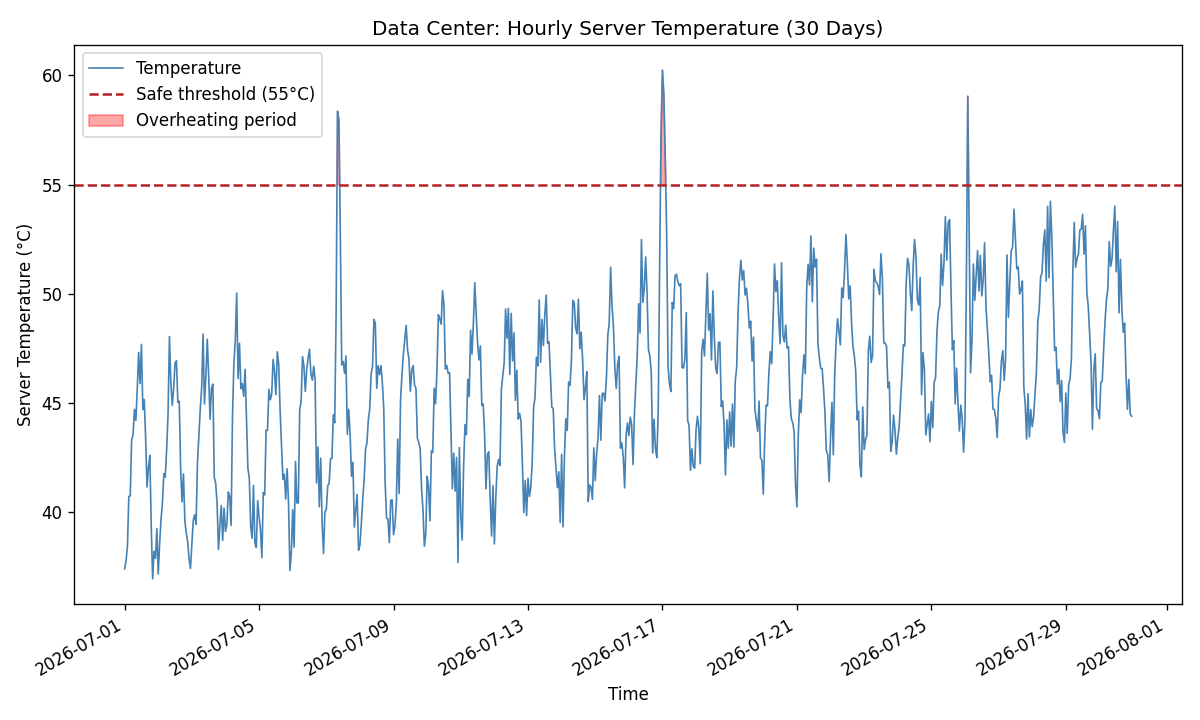 Data Center: Hourly Server Temperature (30 Days)
Temperature
Safe threshold (55°C)
Overheating period
Server Temperature (°C)
60
55
50
45
40
2026-07-01
2026-07-05
2026-07-09
2026-07-13
2026-07-17
2026-07-21
2026-07-25
2026-07-29
2026-08-01
Time